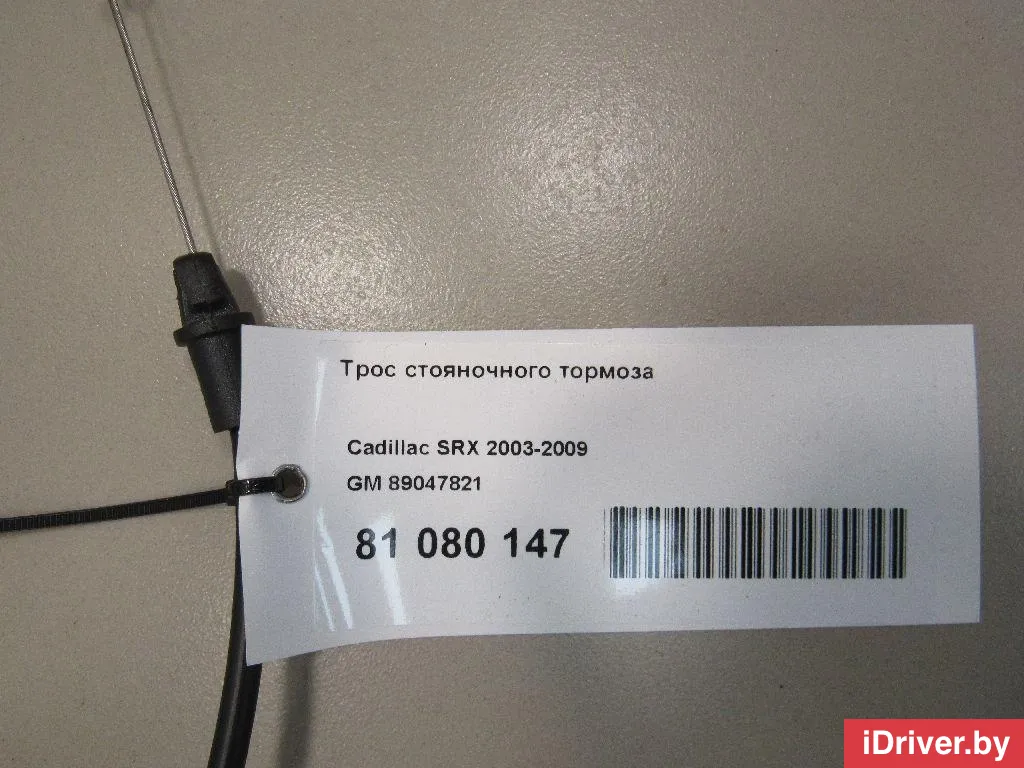 Трос стояночного тормоза
Cadillac SRX 2003-2009
GM 89047821
81 080 147
iDriver.by